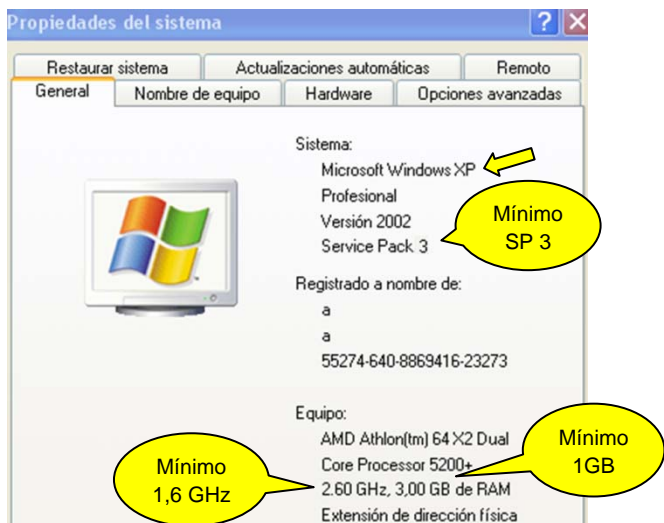 Propiedades del sistema
Restaurar sistema
Actualizaciones automáticas
Remoto
General
Nombre de equipo
Hardware
Opciones avanzadas
Sistema:
Microsoft Windows XP
Profesional
Versión 2002
Service Pack 3
Mínimo
SP 3
Registrado a nombre de:
a
a
55274-640-8869416-23273
Equipo:
AMD Athlon(tm) 64 X2 Dual
Core Processor 5200+
2.60 GHz, 3,00 GB de RAM
Extensión de dirección física
Mínimo
1,6 GHz
Mínimo
1GB